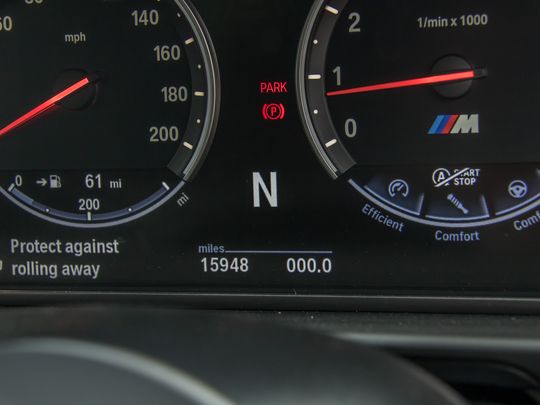 60
80
mph
140
160
180
200
0
61 mi
200
mi
Protect against
rolling away
PARK
P
N
miles
15948 000.0
1/min x 1000
2
1
0
M
A START
STOP
Efficient
Comfort